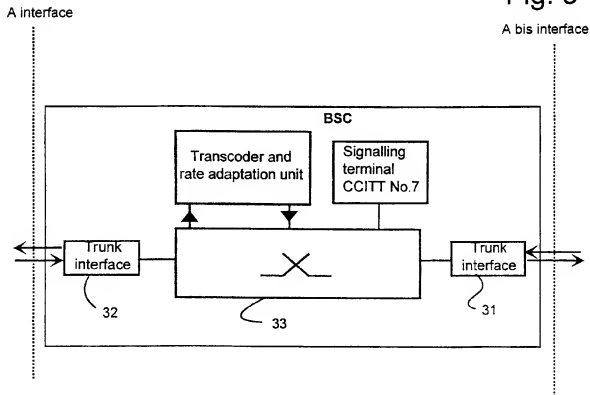 A interface
A bis interface
BSC
Transcoder and
rate adaptation unit
Signalling
terminal
CCITT No.7
Trunk
interface
Trunk
interface
32
33
31